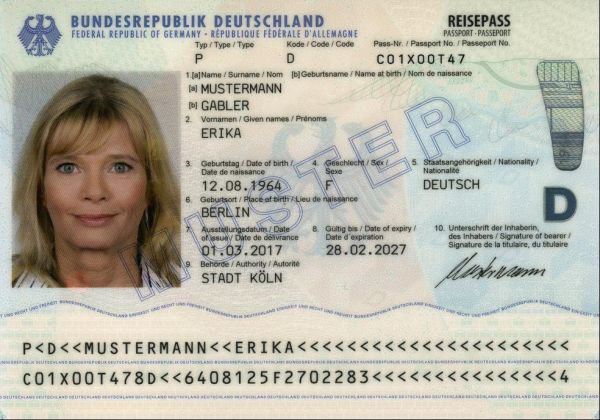 BUNDESREPUBLIK DEUTSCHLAND
FEDERAL REPUBLIC OF GERMANY · RÉPUBLIQUE FÉDÉRALE D'ALLEMAGNE
REISEPASS
PASSPORT · PASSEPORT
Typ / Type / Type Kode / Code / Code Pass-Nr. / Passport No. / Passeport No.
P D C01X00T47
1.[a]Name / Surname / Nom [b]Geburtsname / Name at birth / Nom de naissance
[a] MUSTERMANN
[b] GABLER
2. Vornamen / Given names / Prénoms
ERIKA
3. Geburtstag / Date of birth / Date de naissance
12.08.1964
4. Geschlecht / Sex / Sexe
F
5. Staatsangehörigkeit / Nationality / Nationalité
DEUTSCH
6. Geburtsort / Place of birth / Lieu de naissance
BERLIN
7. Ausstellungsdatum / Date of issue / Date de délivrance
01.03.2017
8. Gültig bis / Date of expiry / Date d'expiration
28.02.2027
9. Behörde / Authority / Autorité
STADT KÖLN
10. Unterschrift der Inhaberin, des Inhabers / Signature of bearer / Signature de la titulaire, du titulaire
Mustermann
D
MUSTER
P<D<<MUSTERMANN<<ERIKA<<<<<<<<<<<<<<<<<<<<<<
C01X00T478D<<6408125F2702283<<<<<<<<<<<<<<<4